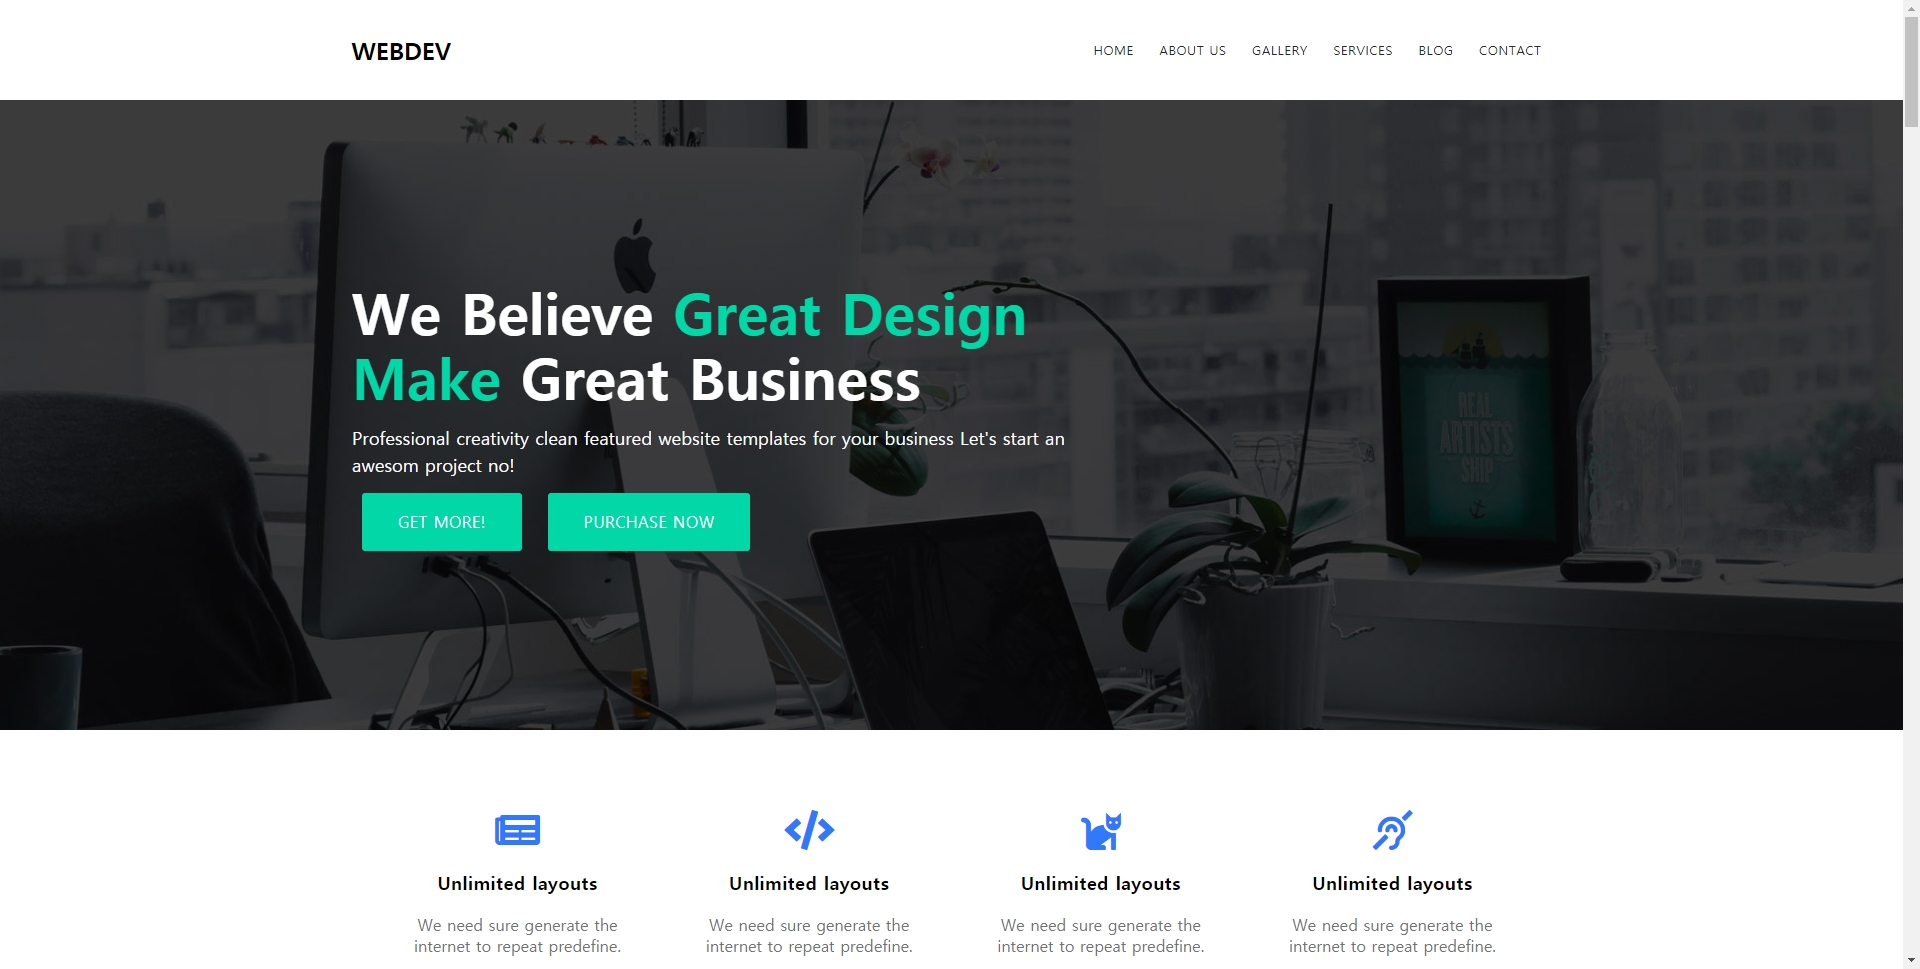 WEBDEV
HOME ABOUT US GALLERY SERVICES BLOG CONTACT
We Believe Great Design
Make Great Business
Professional creativity clean featured website templates for your business Let's start an
awesom project no!
GET MORE! PURCHASE NOW
REAL
ARTISTS
SHIP
Unlimited layouts Unlimited layouts Unlimited layouts Unlimited layouts
We need sure generate the We need sure generate the We need sure generate the We need sure generate the
internet to repeat predefine. internet to repeat predefine. internet to repeat predefine. internet to repeat predefine.